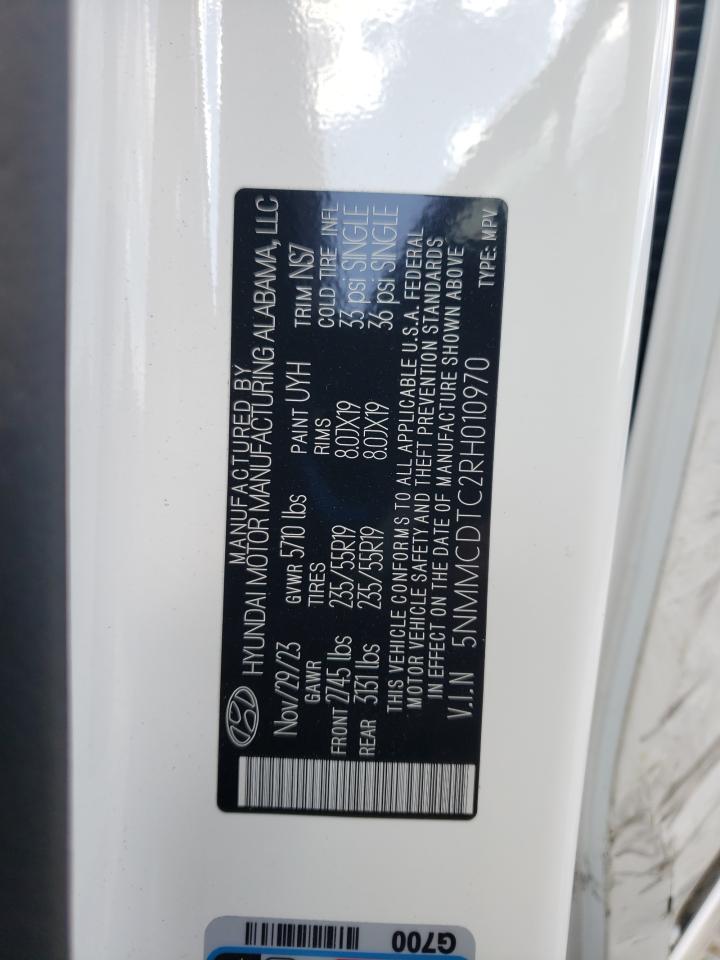 MANUFACTURED BY
HYUNDAI MOTOR MANUFACTURING ALABAMA, LLC
Nov/29/23 GVWR 5710 lbs PAINT UYH TRIM NS7
GAWR TIRES RIMS COLD TIRE INFL
FRONT 2745 lbs 235/55R19 8.0JX19 33 psi SINGLE
REAR 3131 lbs 235/55R19 8.0JX19 36 psi SINGLE
THIS VEHICLE CONFORMS TO ALL APPLICABLE U.S.A. FEDERAL
MOTOR VEHICLE SAFETY AND THEFT PREVENTION STANDARDS
IN EFFECT ON THE DATE OF MANUFACTURE SHOWN ABOVE
V.I.N 5NMMCDTC2RH010970 TYPE: MPV
G700